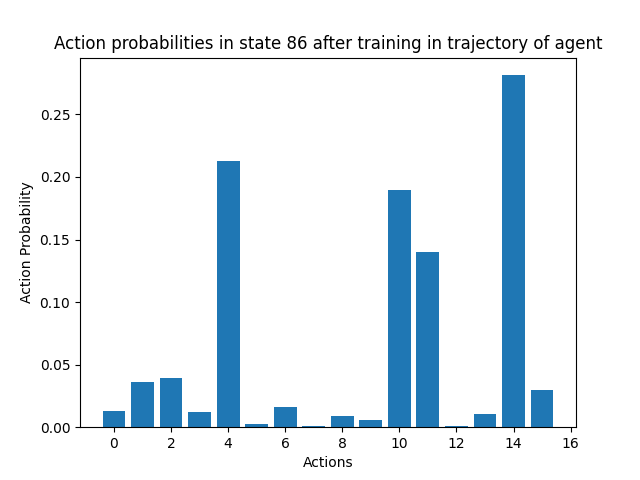 Action probabilities in state 86 after training in trajectory of agent
Action Probability
0.25
0.20
0.15
0.10
0.05
0.00
0 2 4 6 8 10 12 14 16
Actions